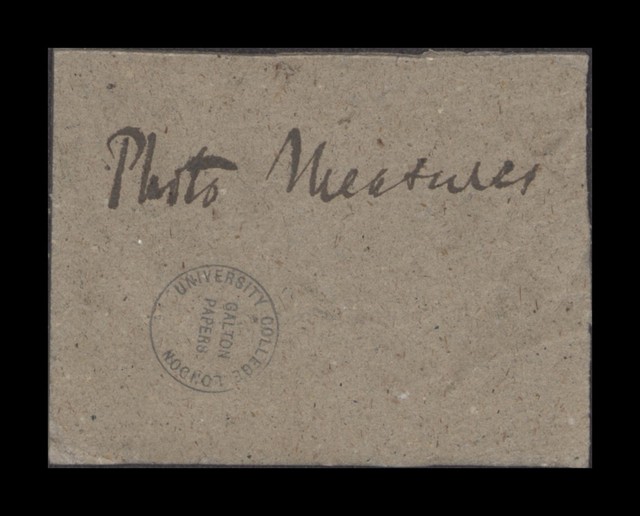 Photo Measures
UNIVERSITY COLLEGE LONDON
GALTON
PAPERS